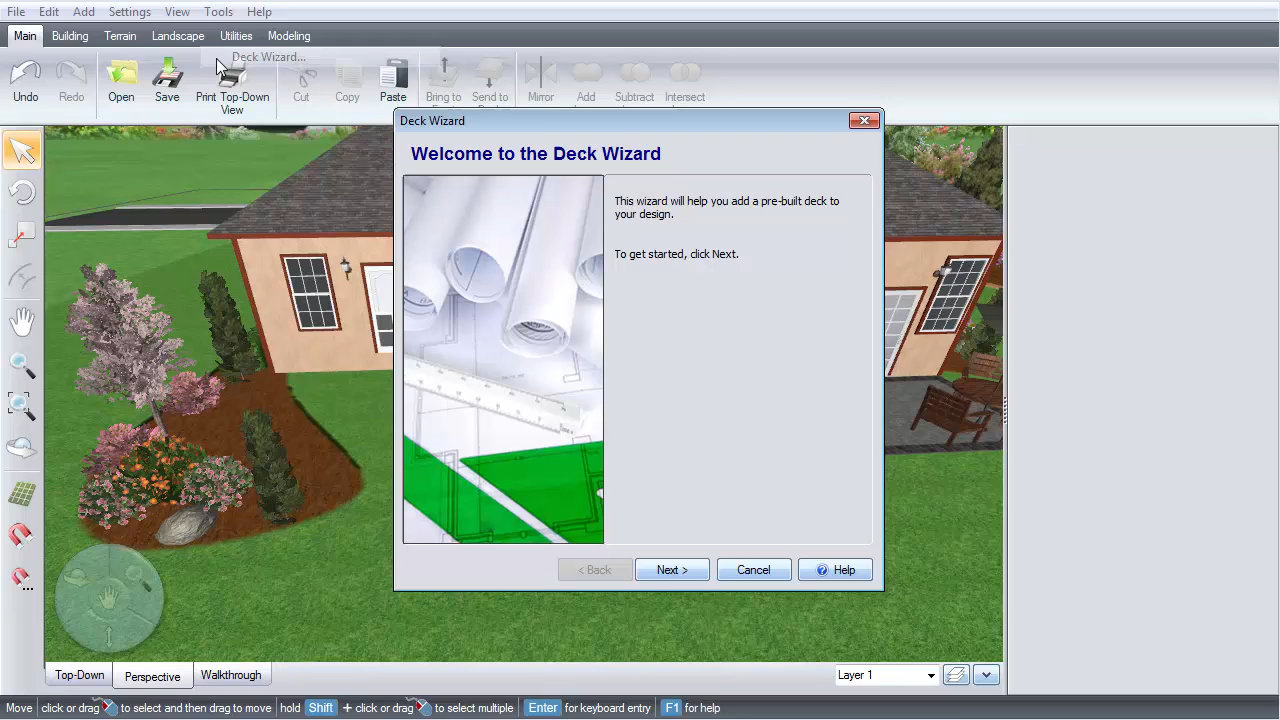 File Edit Add Settings View Tools Help
Main Building Terrain Landscape Utilities Modeling
Deck Wizard...
Undo Redo Open Save Print Top-Down View Cut Copy Paste Bring to Send to Mirror Add Subtract Intersect
Deck Wizard
Welcome to the Deck Wizard
This wizard will help you add a pre-built deck to
your design.
To get started, click Next.
< Back Next > Cancel Help
Top-Down Perspective Walkthrough Layer 1
Move click or drag to select and then drag to move hold Shift + click or drag to select multiple Enter for keyboard entry F1 for help